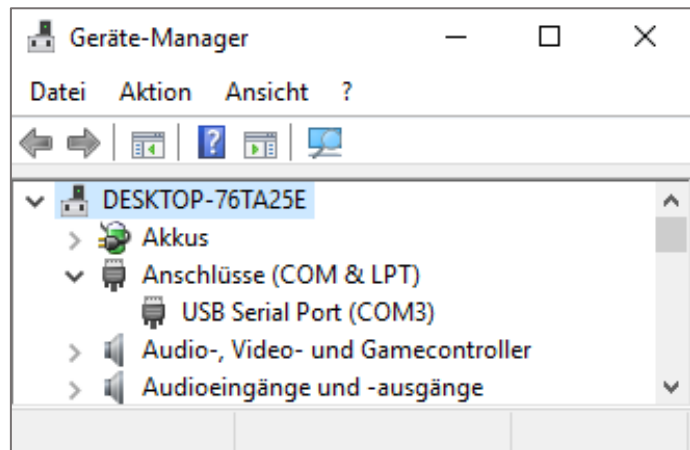 Geräte-Manager
Datei Aktion Ansicht ?
DESKTOP-76TA25E
Akkus
Anschlüsse (COM & LPT)
USB Serial Port (COM3)
Audio-, Video- und Gamecontroller
Audioeingänge und -ausgänge